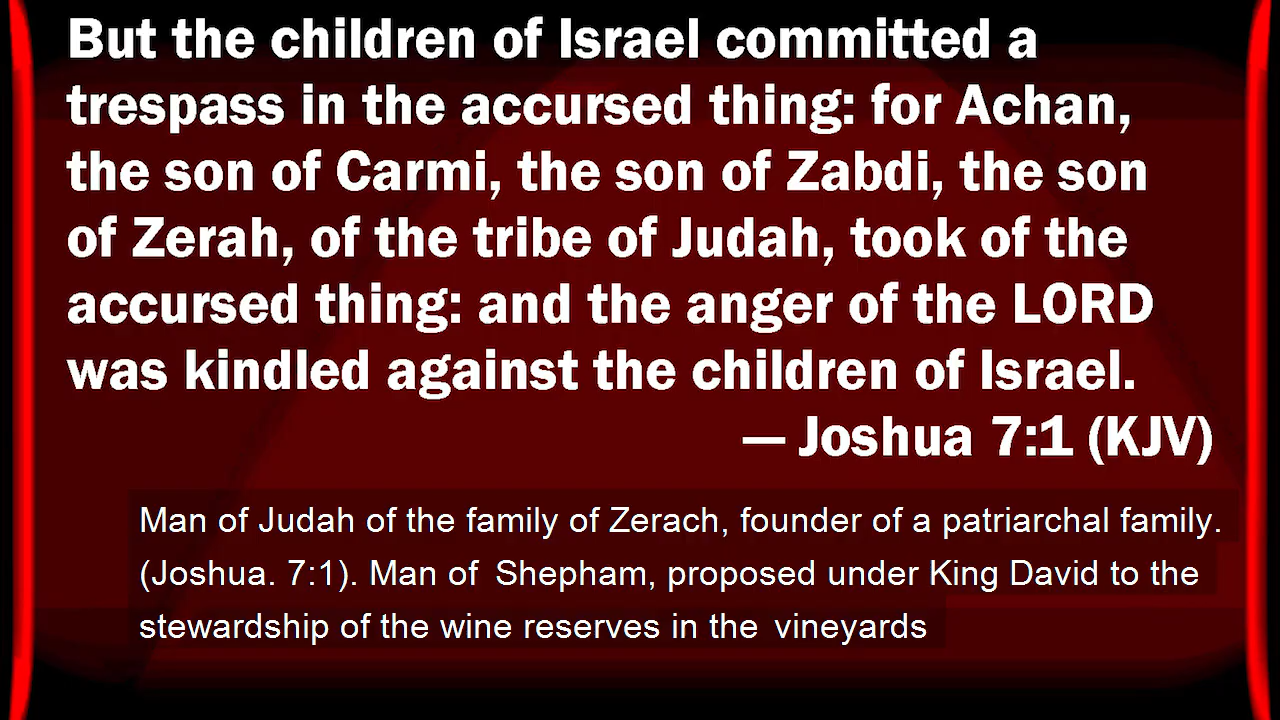 But the children of Israel committed a
trespass in the accursed thing: for Achan,
the son of Carmi, the son of Zabdi, the son
of Zerah, of the tribe of Judah, took of the
accursed thing: and the anger of the LORD
was kindled against the children of Israel.
— Joshua 7:1 (KJV)
Man of Judah of the family of Zerach, founder of a patriarchal family.
(Joshua. 7:1). Man of Shepham, proposed under King David to the
stewardship of the wine reserves in the vineyards